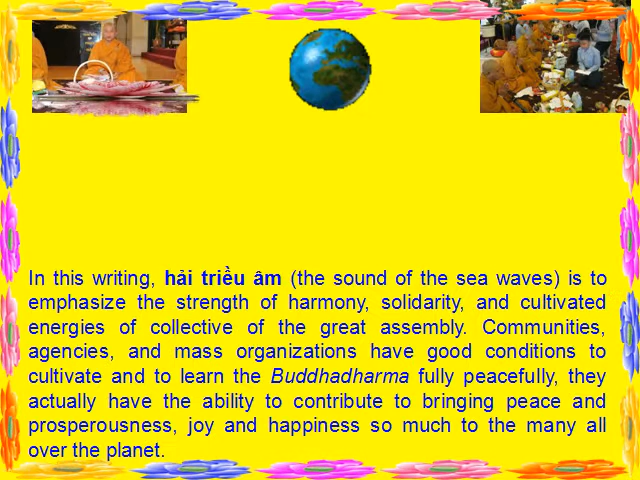 In this writing, hải triều âm (the sound of the sea waves) is to
emphasize the strength of harmony, solidarity, and cultivated
energies of collective of the great assembly. Communities,
agencies, and mass organizations have good conditions to
cultivate and to learn the Buddhadharma fully peacefully, they
actually have the ability to contribute to bringing peace and
prosperousness, joy and happiness so much to the many all
over the planet.